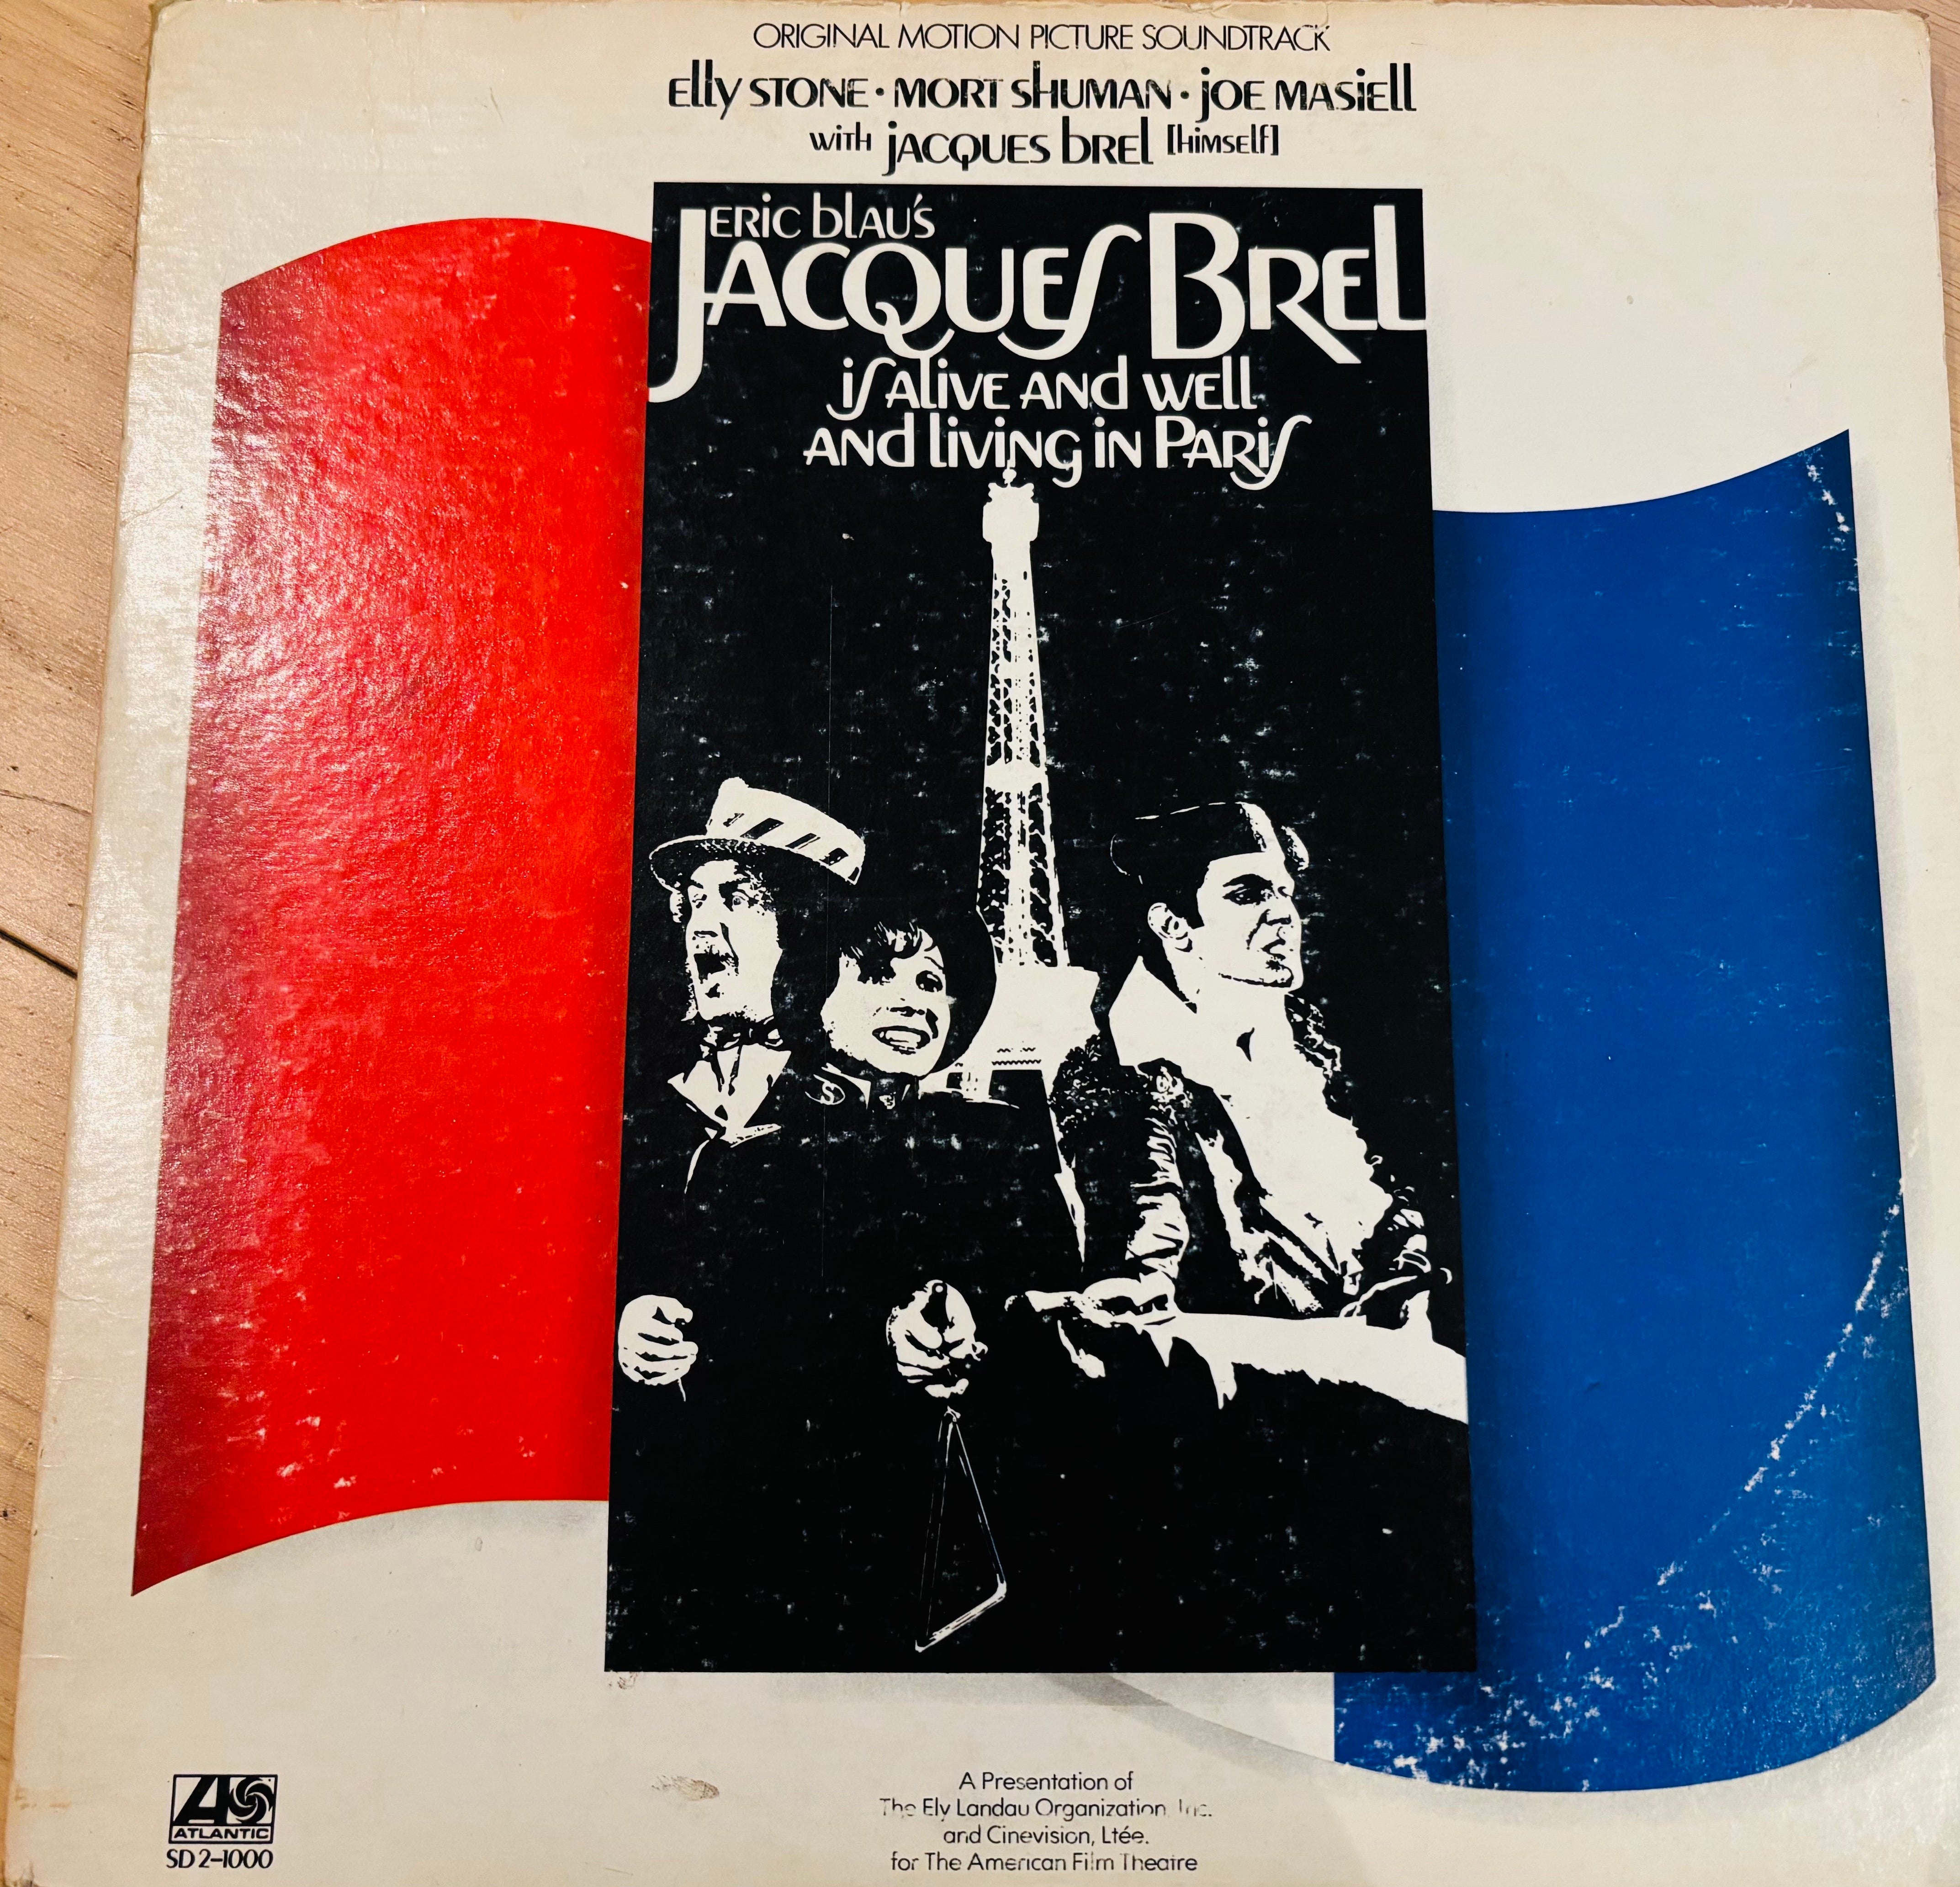 ORIGINAL MOTION PICTURE SOUNDTRACK
Elly STONE • MORT SHUMAN • JOE MASIELL
with JACQUES BREL [himself]
ERIC BLAU'S
JACQUES BREL
is ALIVE AND WELL
AND LIVING IN PARIS
S
A
ATLANTIC
SD 2-1000
A Presentation of
The Ely Landau Organization, Inc.
and Cinevision, Ltée.
for The American Film Theatre